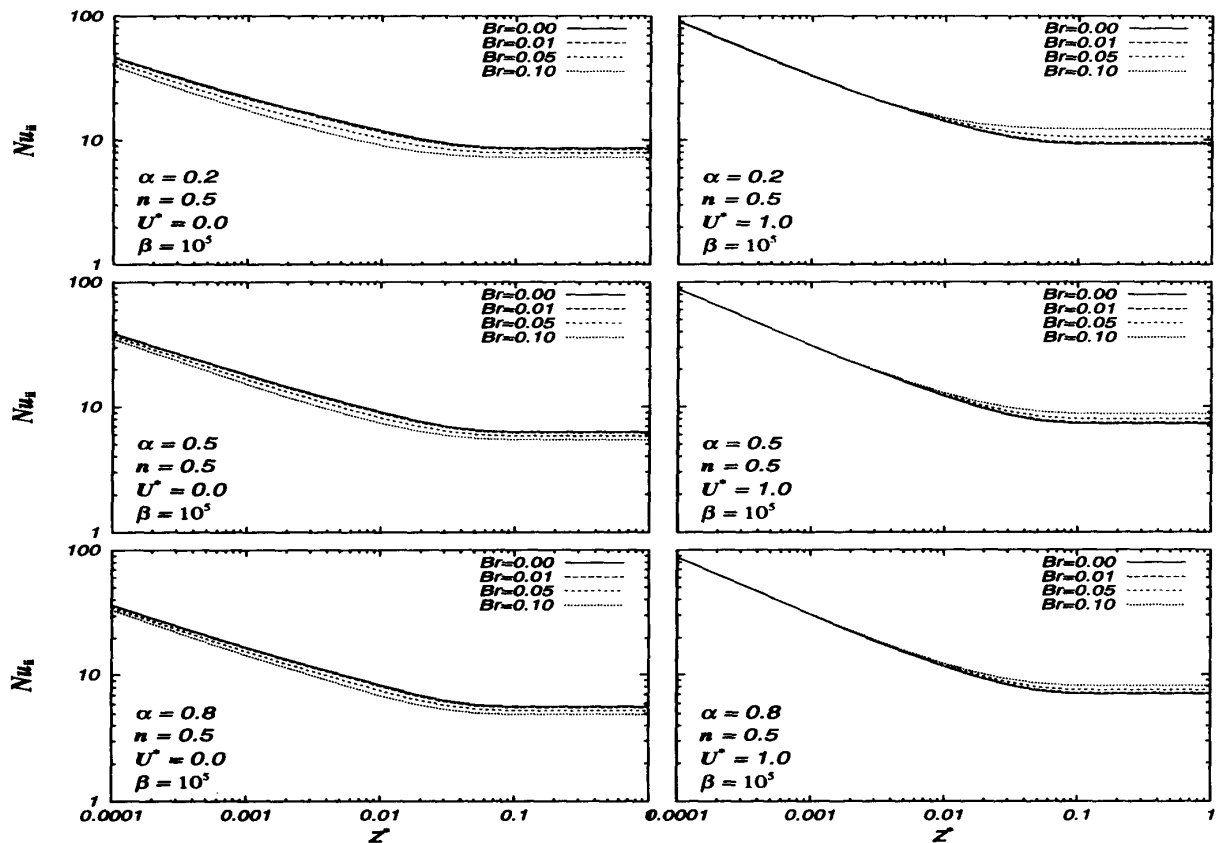 100
10
1
Nu_ii
Br=0.00
Br=0.01
Br=0.05
Br=0.10
α = 0.2
n = 0.5
U* = 0.0
β = 10⁵
Br=0.00
Br=0.01
Br=0.05
Br=0.10
α = 0.2
n = 0.5
U* = 1.0
β = 10⁵
100
10
1
Nu_ii
Br=0.00
Br=0.01
Br=0.05
Br=0.10
α = 0.5
n = 0.5
U* = 0.0
β = 10⁵
Br=0.00
Br=0.01
Br=0.05
Br=0.10
α = 0.5
n = 0.5
U* = 1.0
β = 10⁵
100
10
1
Nu_ii
Br=0.00
Br=0.01
Br=0.05
Br=0.10
α = 0.8
n = 0.5
U* = 0.0
β = 10⁵
Br=0.00
Br=0.01
Br=0.05
Br=0.10
α = 0.8
n = 0.5
U* = 1.0
β = 10⁵
0.0001 0.001 0.01 0.1
0.0001 0.001 0.01 0.1 1
z*
z*